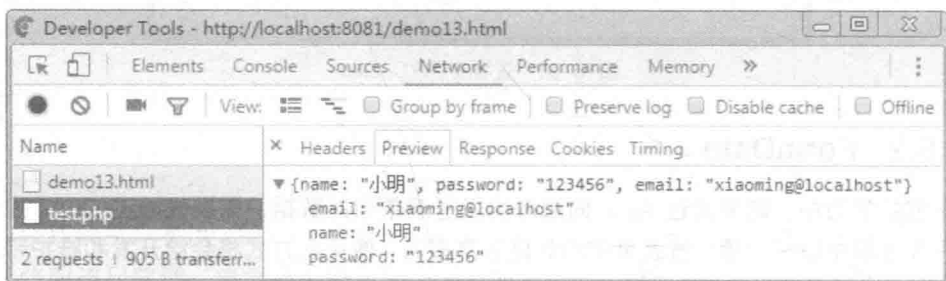 Developer Tools - http://localhost:8081/demo13.html
Elements Console Sources Network Performance Memory »
View: Group by frame Preserve log Disable cache Offline
Name
× Headers Preview Response Cookies Timing
demo13.html
test.php
2 requests | 905 B transferr...
▼{name: "小明", password: "123456", email: "xiaoming@localhost"}
email: "xiaoming@localhost"
name: "小明"
password: "123456"